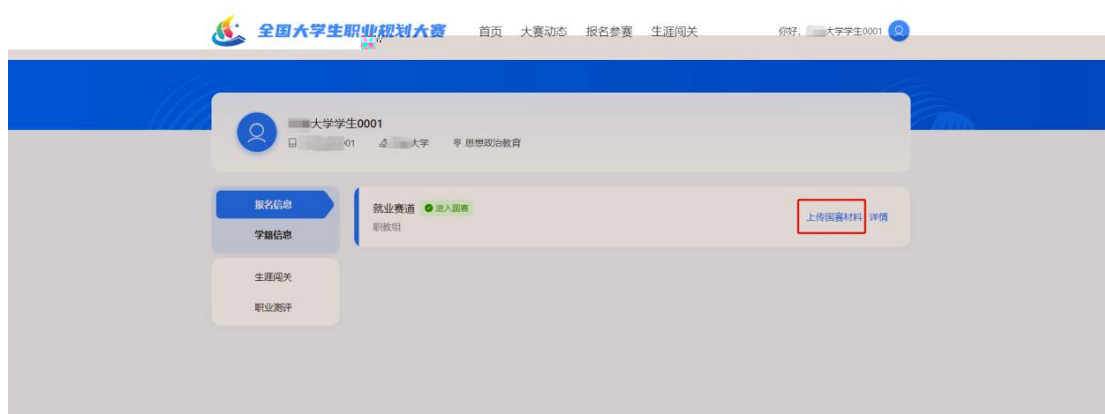 全国大学生职业规划大赛 首页 大赛动态 报名参赛 生涯闯关 你好, 大学学生0001
大学学生0001
01 大学 思想政治教育
报名信息
就业赛道 进入国赛
上传国赛材料 详情
职教组
学籍信息
生涯闯关
职业测评